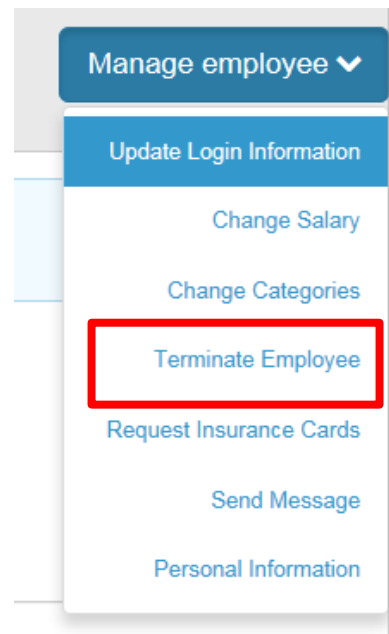 Manage employee
Update Login Information
Change Salary
Change Categories
Terminate Employee
Request Insurance Cards
Send Message
Personal Information